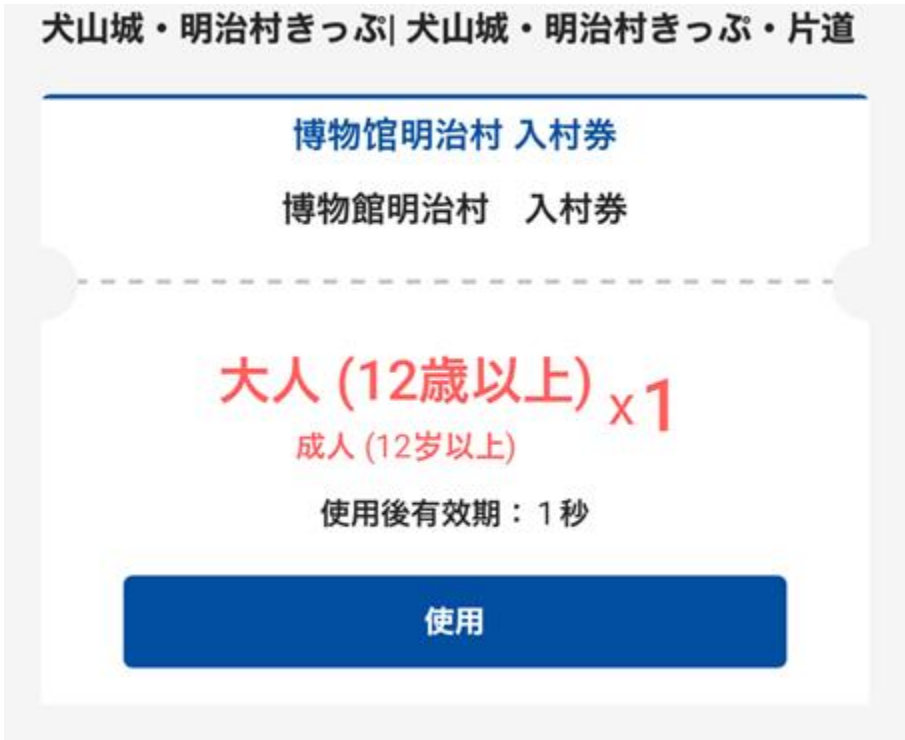 犬山城・明治村きっぷ| 犬山城・明治村きっぷ・片道
博物馆明治村 入村券
博物館明治村　入村券
大人 (12歳以上) x1
成人 (12岁以上)
使用後有效期：1秒
使用